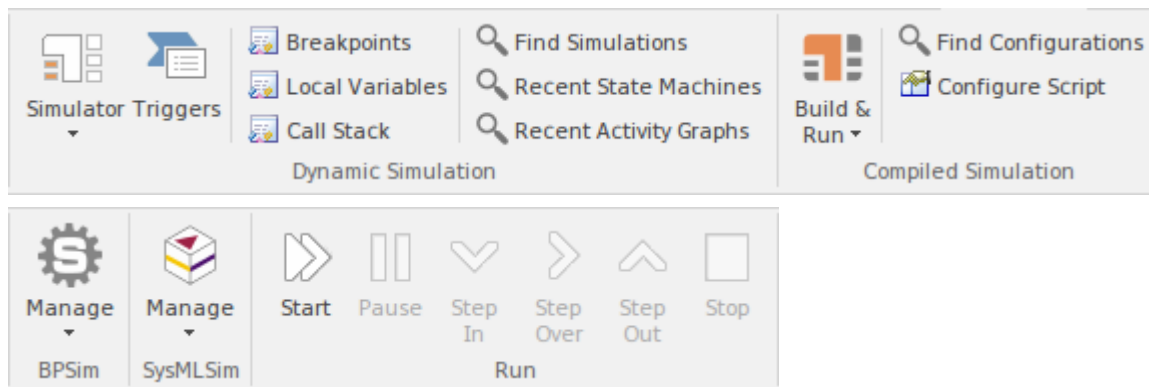 Simulator
Triggers
Breakpoints
Local Variables
Call Stack
Find Simulations
Recent State Machines
Recent Activity Graphs
Dynamic Simulation
Build &
Run
Find Configurations
Configure Script
Compiled Simulation
S
Manage
BPSim
Manage
SysMLSim
Start
Pause
Step
In
Step
Over
Step
Out
Stop
Run